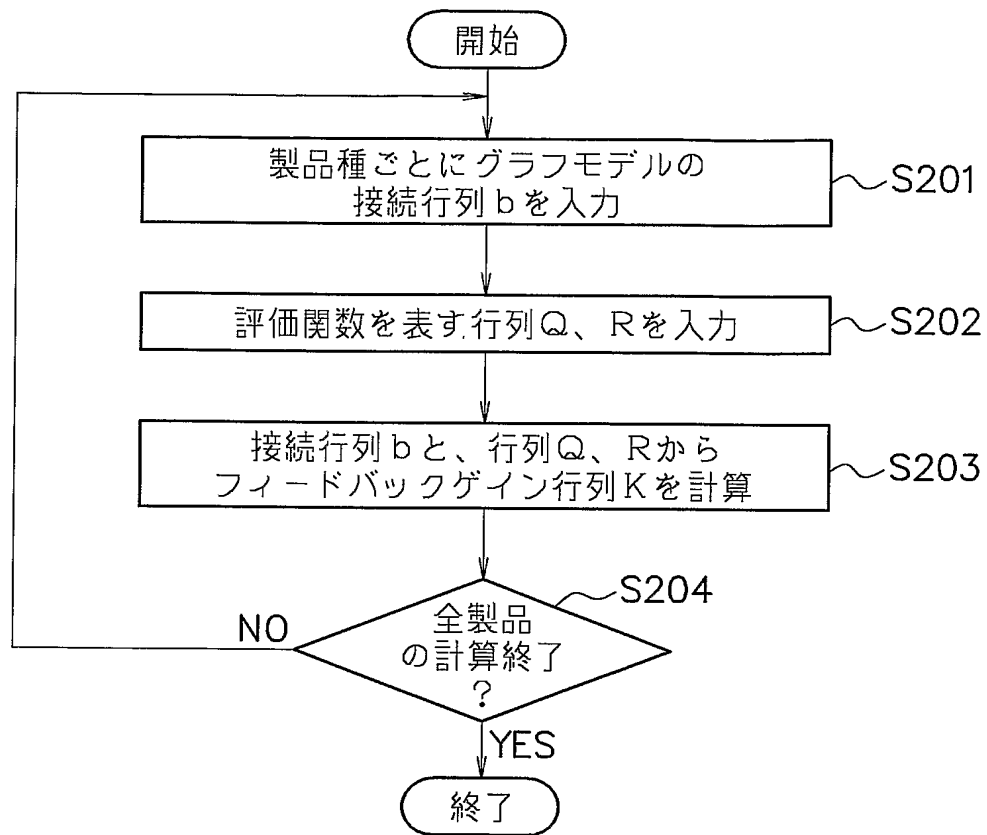 開始
製品種ごとにグラフモデルの
接続行列bを入力
S201
評価関数を表す行列Q、Rを入力
S202
接続行列bと、行列Q、Rから
フィードバックゲイン行列Kを計算
S203
S204
全製品
の計算終了
?
NO
YES
終了